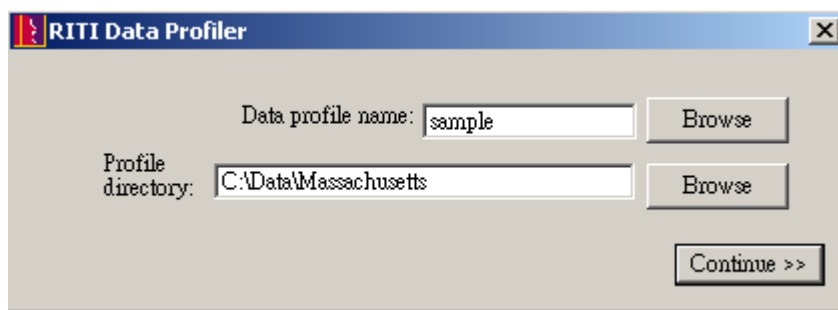 RITI Data Profiler
Data profile name: sample Browse
Profile
directory: C:\Data\Massachusetts Browse
Continue >>